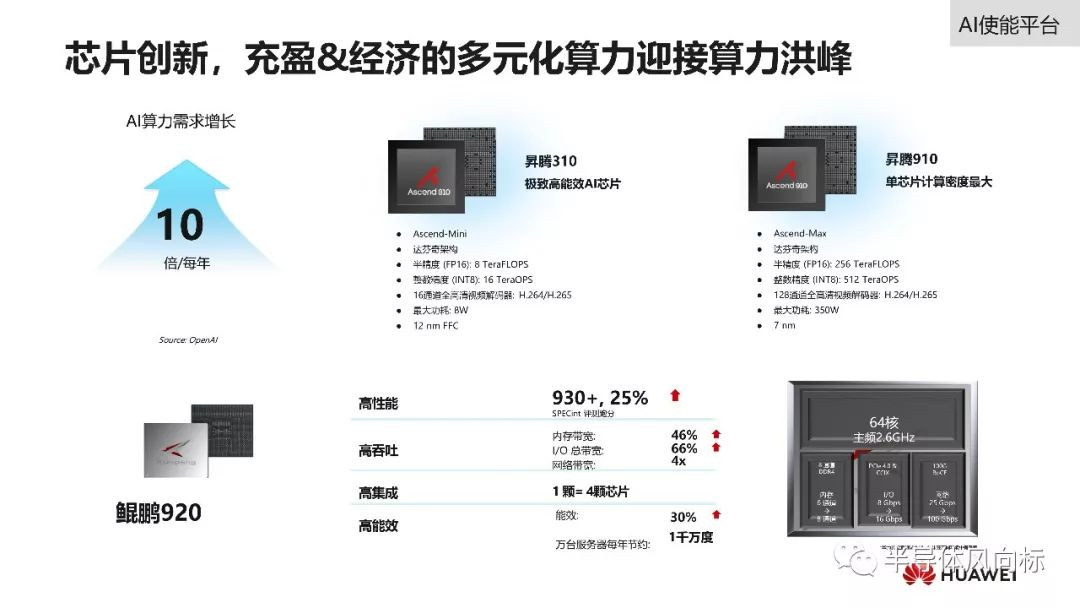 AI使能平台
芯片创新，充盈&经济的多元化算力迎接算力洪峰
AI算力需求增长
10
倍/每年
Source: OpenAI
Ascend 910
昇腾310
极致高能效AI芯片
• Ascend-Mini
• 达芬奇架构
• 半精度 (FP16): 8 TeraFLOPS
• 整数精度 (INT8): 16 TeraOPS
• 16通道全高清视频解码器: H.264/H.265
• 最大功耗: 8W
• 12 nm FFC
Ascend 910
昇腾910
单芯片计算密度最大
• Ascend-Max
• 达芬奇架构
• 半精度 (FP16): 256 TeraFLOPS
• 整数精度 (INT8): 512 TeraOPS
• 128通道全高清视频解码器: H.264/H.265
• 最大功耗: 350W
• 7 nm
Kunpeng
鲲鹏920
高性能
930+, 25%
SPECint 评测跑分
高吞吐
内存带宽: 46%
I/O 总带宽: 66%
网络带宽: 4x
高集成
1 颗= 4颗芯片
高能效
能效: 30%
万台服务器每年节约: 1千万度
64核
主频2.6GHz
8 通道
DDR4
内存
6 通道
→
8 通道
PCIe 4.0 &
CCIX
I/O
8 Gbps
→
16 Gbps
100G
RoCE
网络
25 Gbps
→
100 Gbps
半导体风向标
HUAWEI